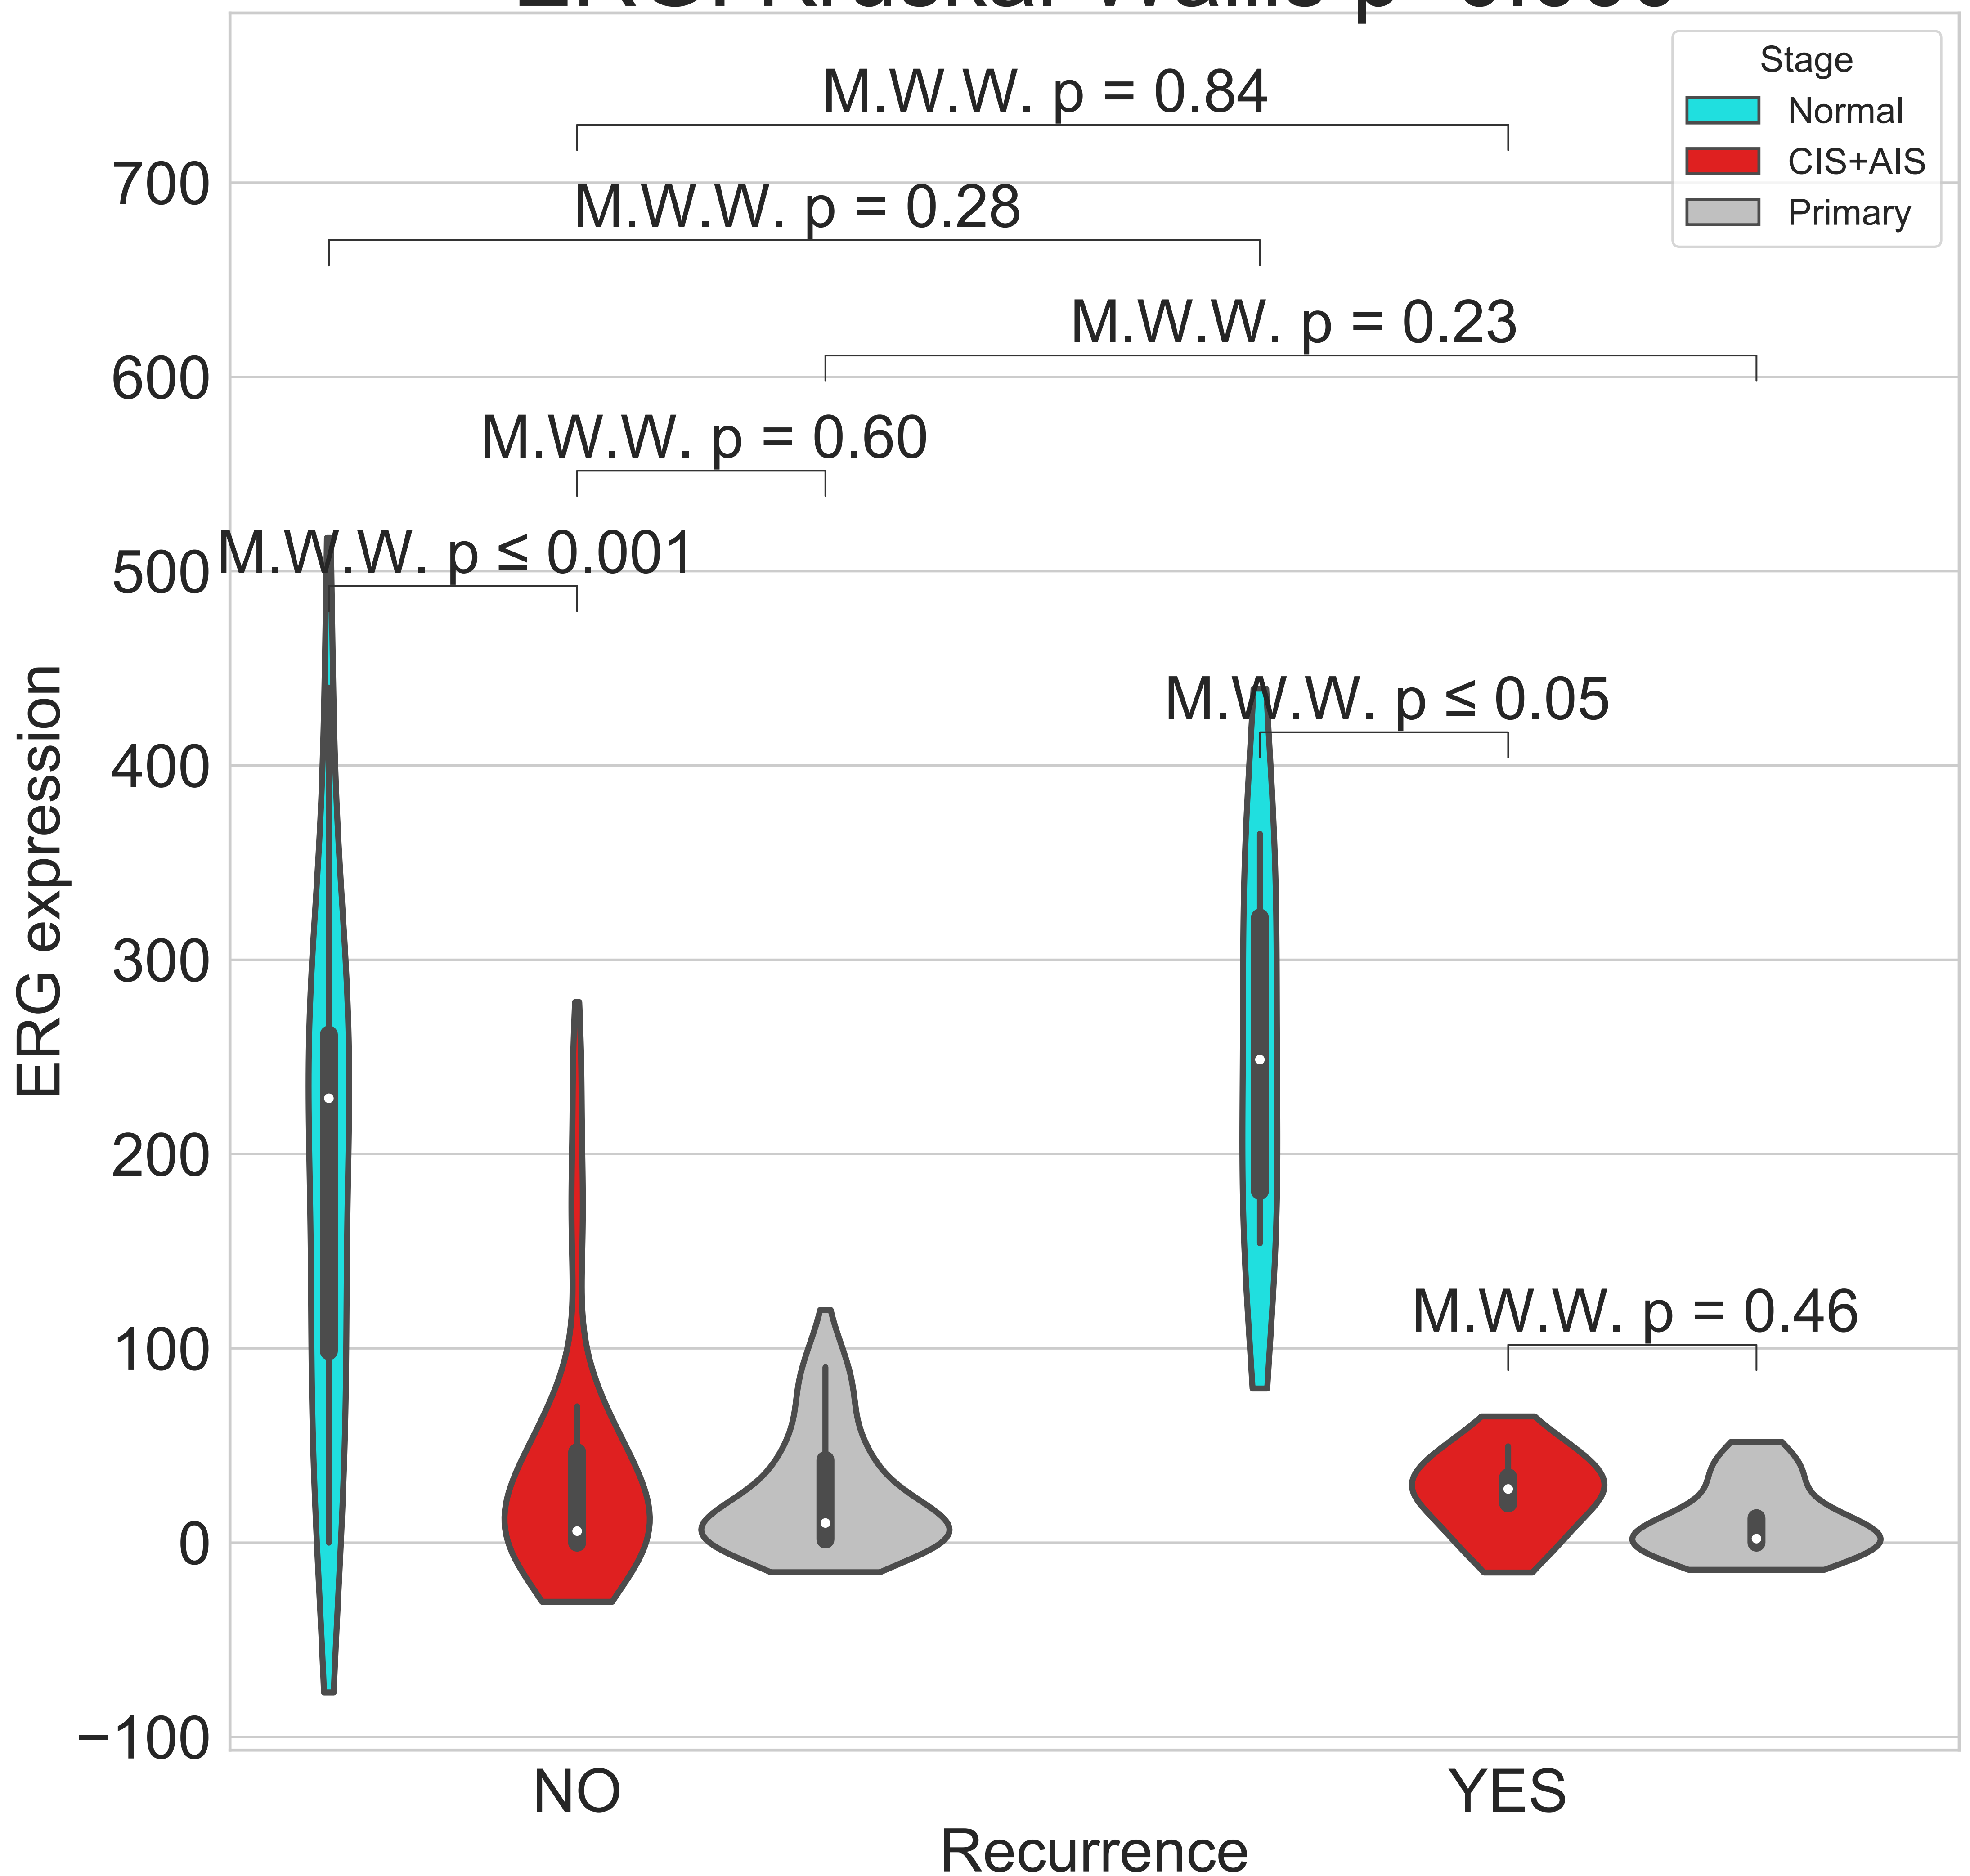 Stage
Normal
CIS+AIS
Primary
M.W.W. p = 0.84
M.W.W. p = 0.28
M.W.W. p = 0.23
M.W.W. p = 0.60
M.W.W. p ≤ 0.001
M.W.W. p ≤ 0.05
M.W.W. p = 0.46
700
600
500
400
300
200
100
0
−100
ERG expression
NO
YES
Recurrence